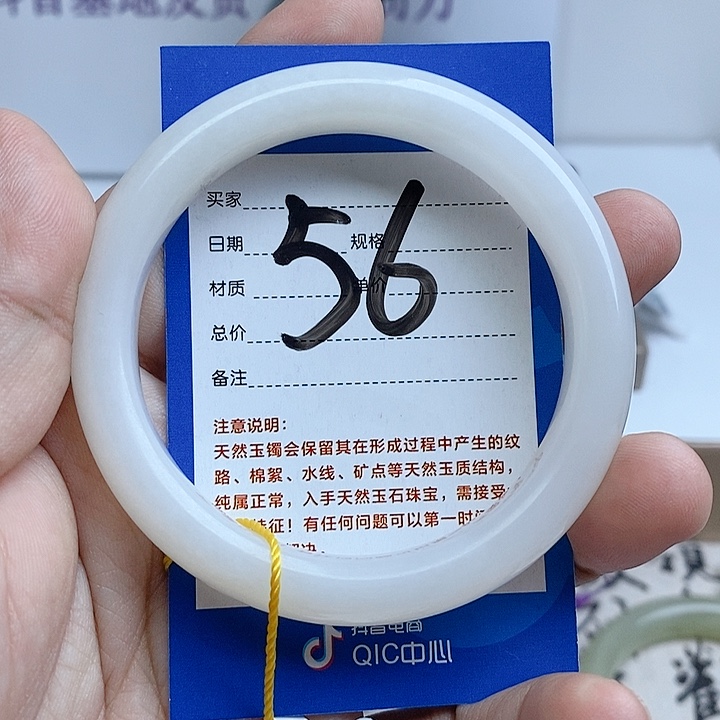 买家
日期 规格
材质 单价
56
总价
备注
注意说明：
天然玉镯会保留其在形成过程中产生的纹
路、棉絮、水线、矿点等天然玉质结构，
纯属正常，入手天然玉石珠宝，需接受
特征！有任何问题可以第一时间
解决。
抖音电商
QIC中心